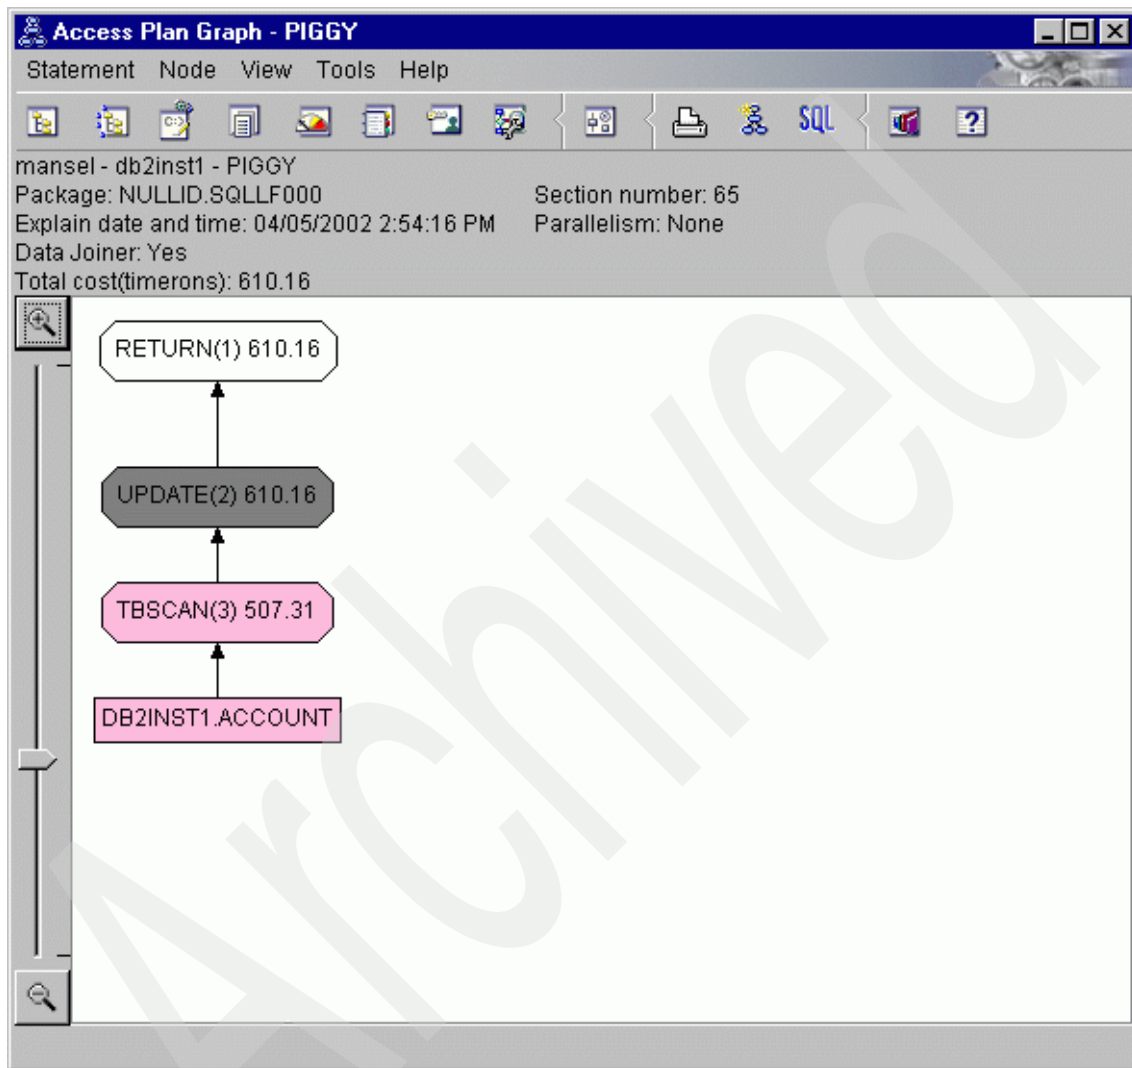 Access Plan Graph - PIGGY
Statement Node View Tools Help
SQL
?
mansel - db2inst1 - PIGGY
Package: NULLID.SQLLF000 Section number: 65
Explain date and time: 04/05/2002 2:54:16 PM Parallelism: None
Data Joiner: Yes
Total cost(timerons): 610.16
RETURN(1) 610.16
UPDATE(2) 610.16
TBSCAN(3) 507.31
DB2INST1.ACCOUNT
Archived